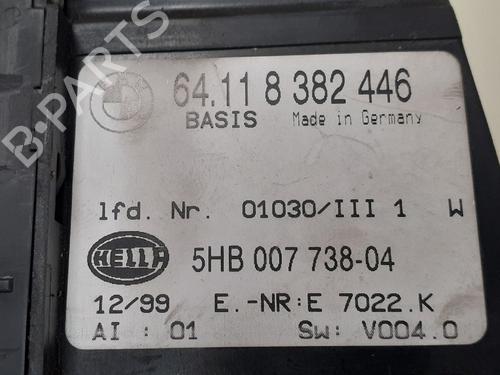 64.11 8 382 446
BASIS Made in Germany
lfd. Nr. 01030/III 1 W
HELLA 5HB 007 738-04
12/99 E.-NR:E 7022.K
AI : 01 Sw: V004.0
B-Parts